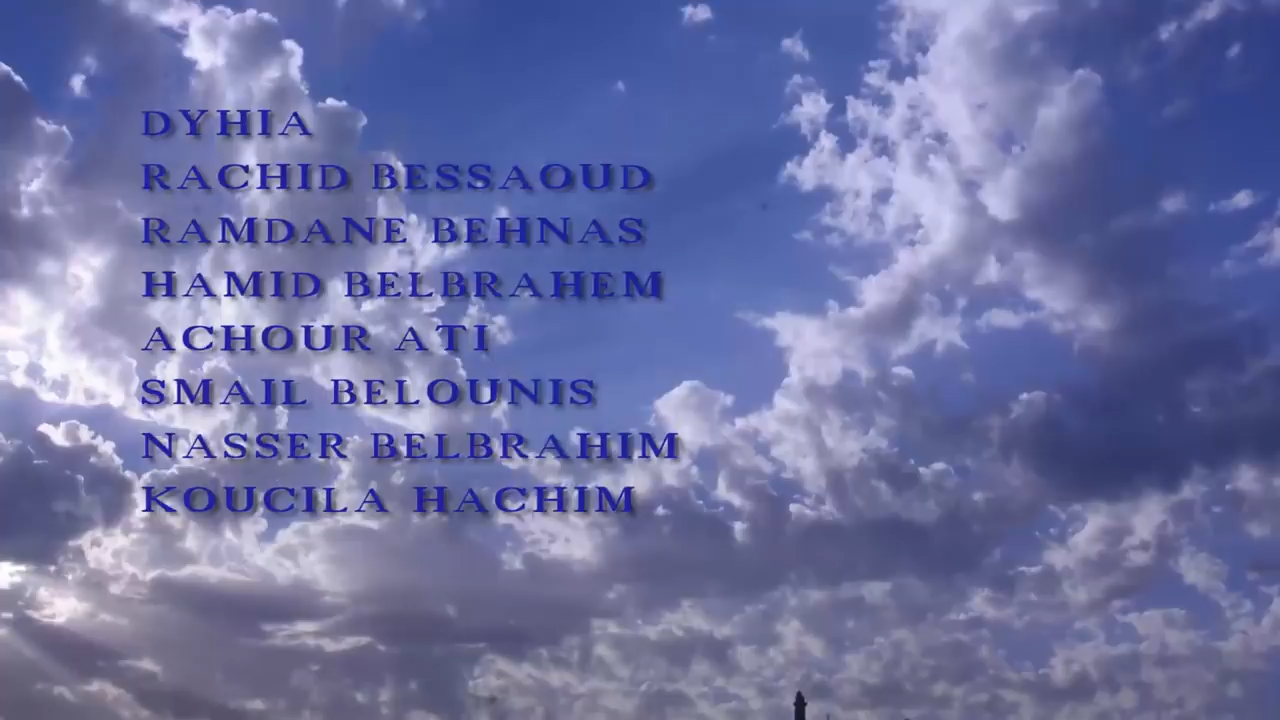 DYHIA
RACHID BESSAOUD
RAMDANE BEHNAS
HAMID BELBRAHEM
ACHOUR ATI
SMAIL BELOUNIS
NASSER BELBRAHIM
KOUCILA HACHIM